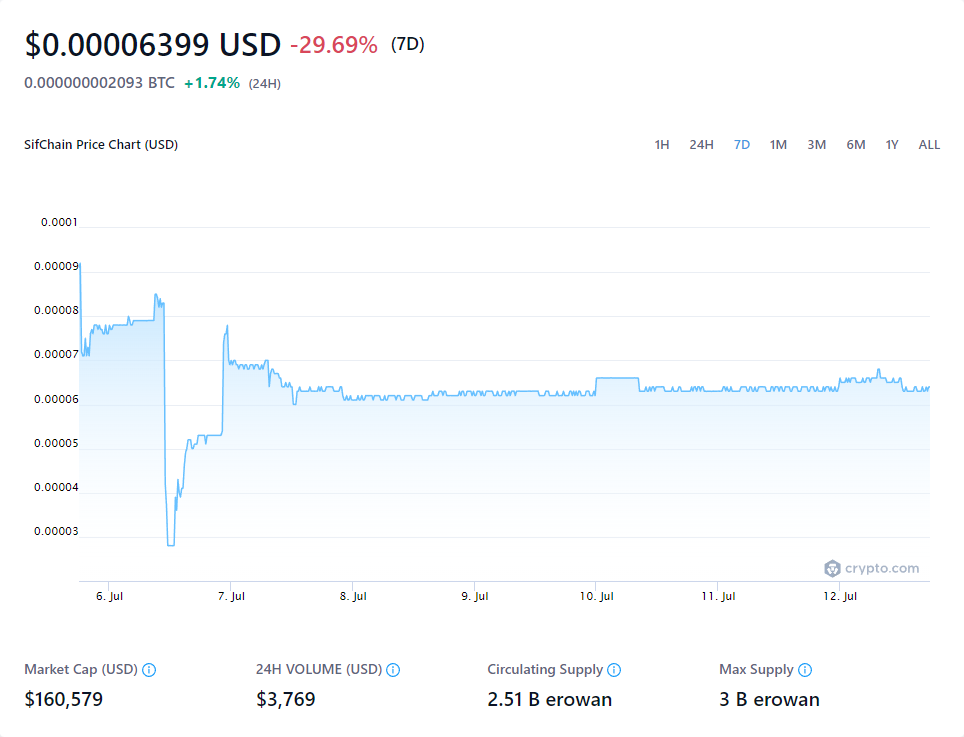 $0.00006399 USD -29.69% (7D)
0.000000002093 BTC +1.74% (24H)
SifChain Price Chart (USD)
1H 24H 7D 1M 3M 6M 1Y ALL
0.0001
0.00009
0.00008
0.00007
0.00006
0.00005
0.00004
0.00003
crypto.com
6. Jul 7. Jul 8. Jul 9. Jul 10. Jul 11. Jul 12. Jul
Market Cap (USD) 24H VOLUME (USD) Circulating Supply Max Supply
$160,579 $3,769 2.51 B erowan 3 B erowan